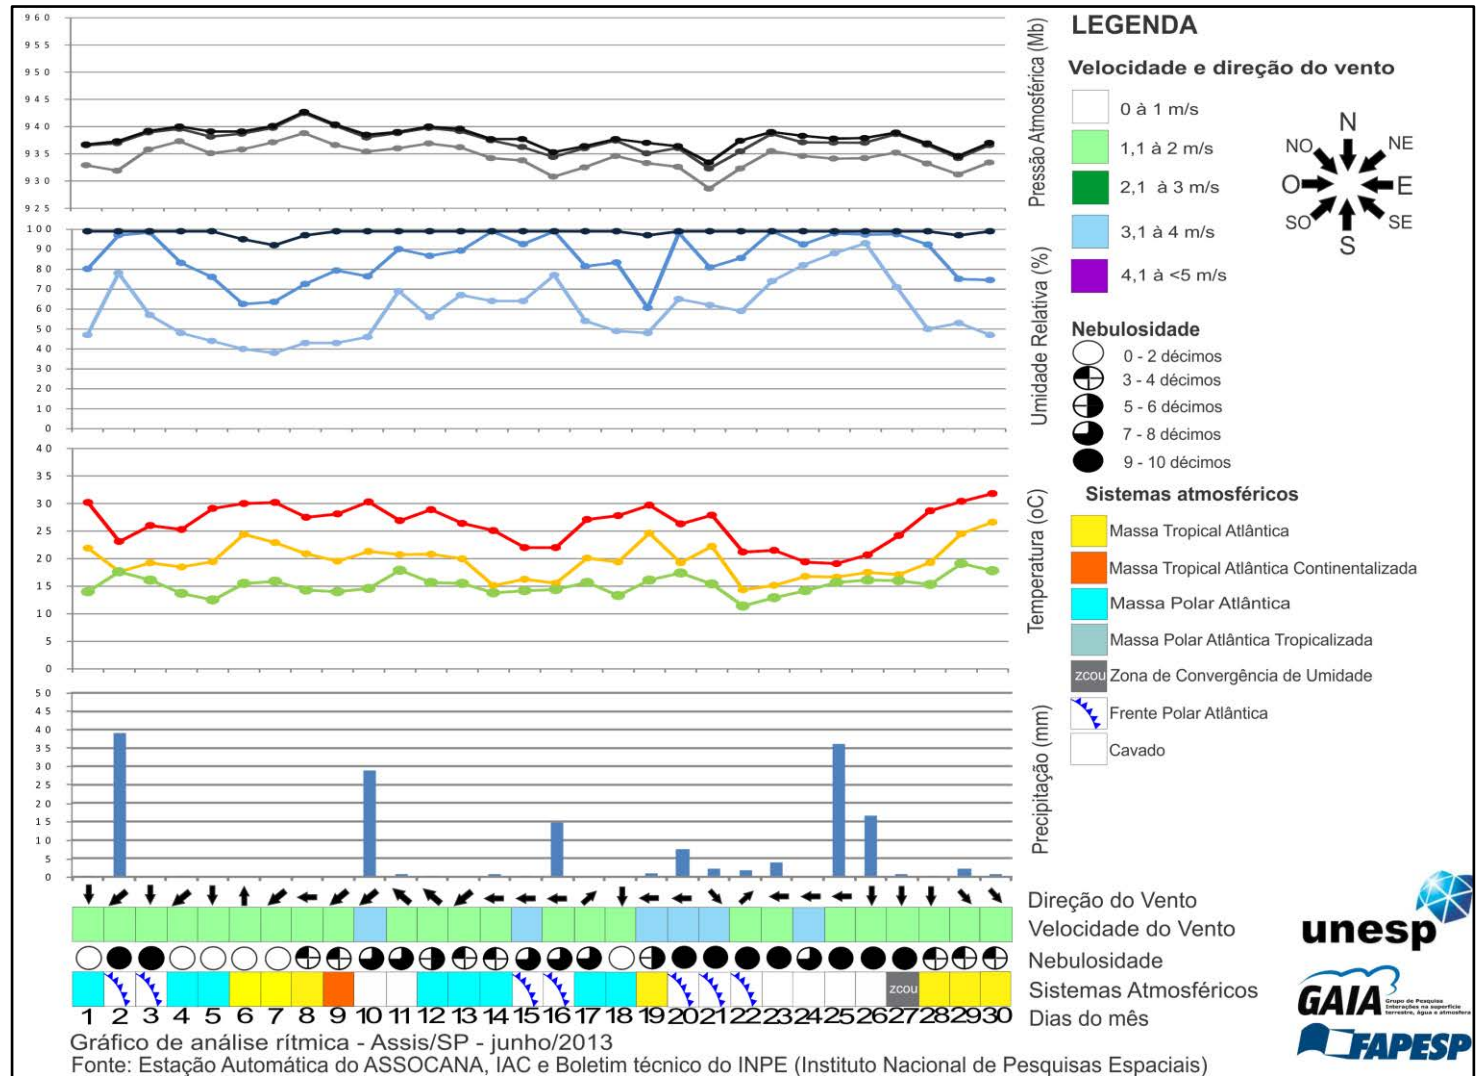 960
955
950
945
940
935
930
925
Pressão Atmosférica (Mb)
100
90
80
70
60
50
40
30
20
10
0
Umidade Relativa (%)
40
35
30
25
20
15
10
5
0
Temperatura (oC)
50
45
40
35
30
25
20
15
10
5
0
Precipitação (mm)
Direção do Vento
Velocidade do Vento
Nebulosidade
zcou
Sistemas Atmosféricos
1 2 3 4 5 6 7 8 9 10 11 12 13 14 15 16 17 18 19 20 21 22 23 24 25 26 27 28 29 30
Dias do mês
Gráfico de análise rítmica - Assis/SP - junho/2013
Fonte: Estação Automática do ASSOCANA, IAC e Boletim técnico do INPE (Instituto Nacional de Pesquisas Espaciais)
LEGENDA
Velocidade e direção do vento
0 à 1 m/s
1,1 à 2 m/s
2,1 à 3 m/s
3,1 à 4 m/s
4,1 à <5 m/s
N
NO NE
O E
SO SE
S
Nebulosidade
0 - 2 décimos
3 - 4 décimos
5 - 6 décimos
7 - 8 décimos
9 - 10 décimos
Sistemas atmosféricos
Massa Tropical Atlântica
Massa Tropical Atlântica Continentalizada
Massa Polar Atlântica
Massa Polar Atlântica Tropicalizada
zcou Zona de Convergência de Umidade
Frente Polar Atlântica
Cavado
unesp
GAIA
Grupo de Pesquisa
Interações na superfície
terrestre, água e atmosfera
FAPESP